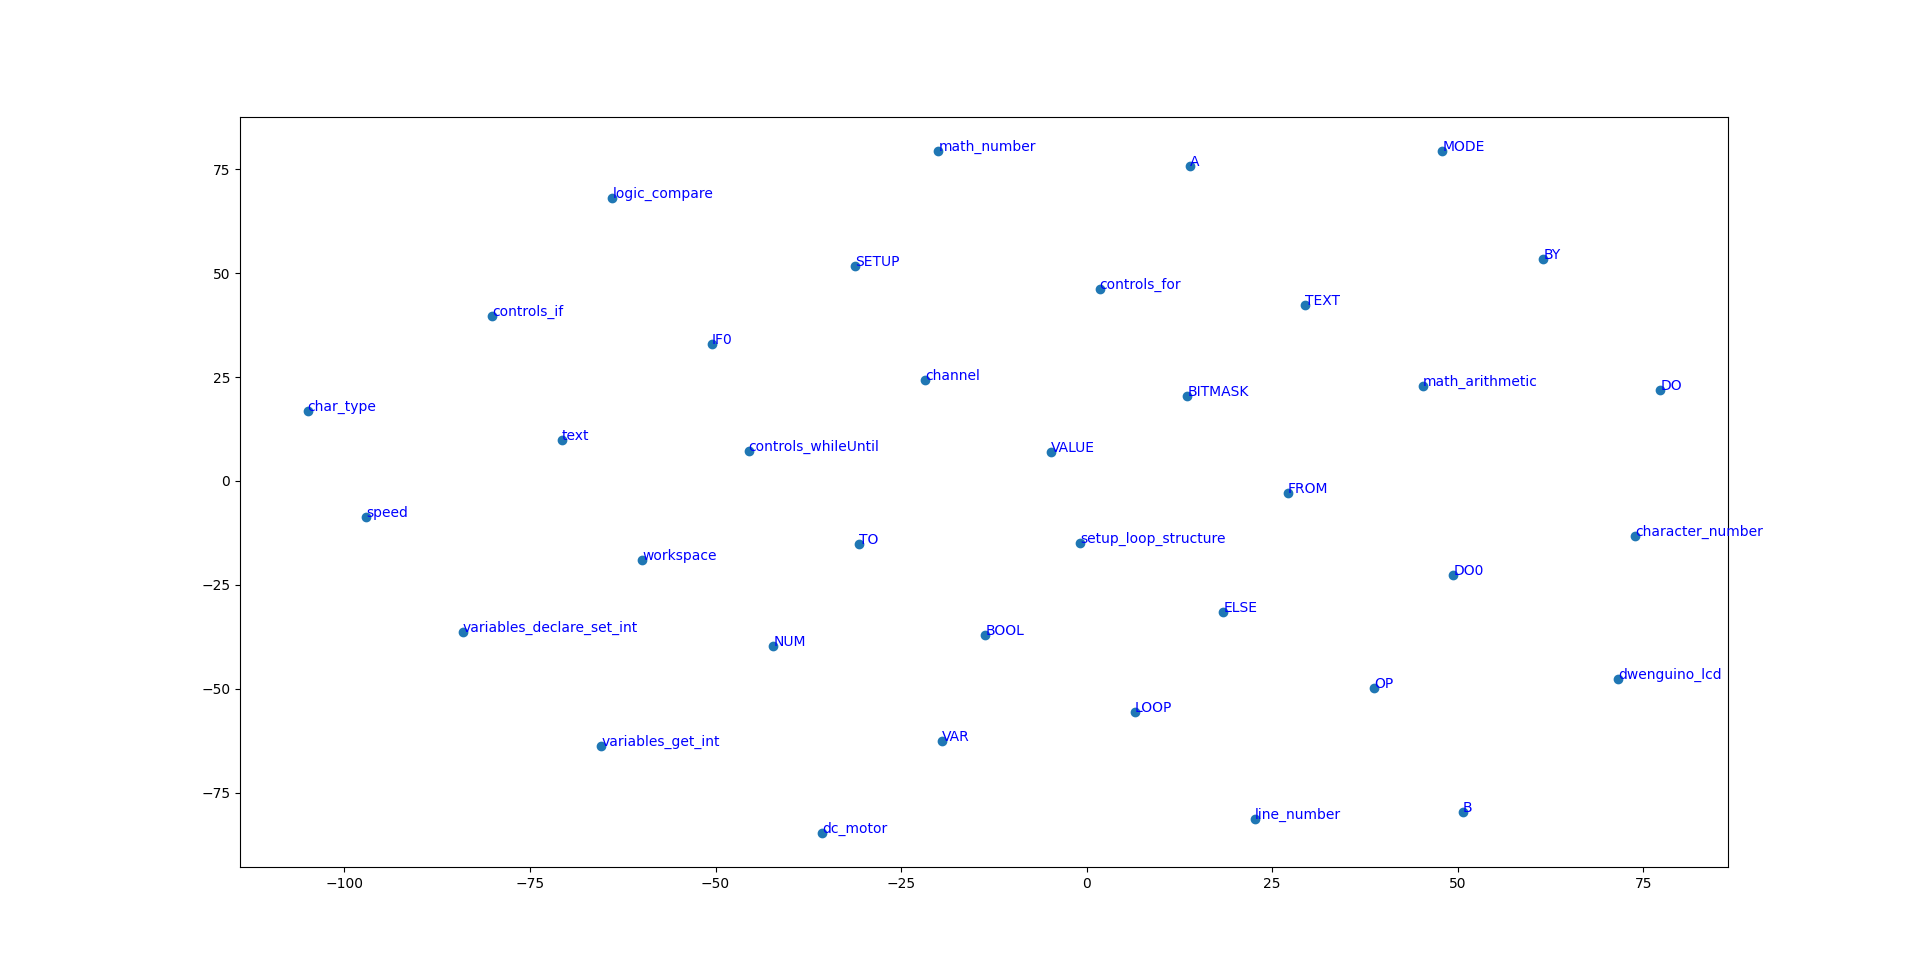 math_number
A
MODE
75
logic_compare
SETUP
BY
50
controls_for
TEXT
controls_if
IF0
channel
25
math_arithmetic
DO
BITMASK
char_type
text
controls_whileUntil
VALUE
0
FROM
speed
character_number
TO
setup_loop_structure
workspace
DO0
−25
ELSE
variables_declare_set_int
BOOL
NUM
dwenguino_lcd
OP
−50
LOOP
VAR
variables_get_int
−75
B
line_number
dc_motor
−100 −75 −50 −25 0 25 50 75